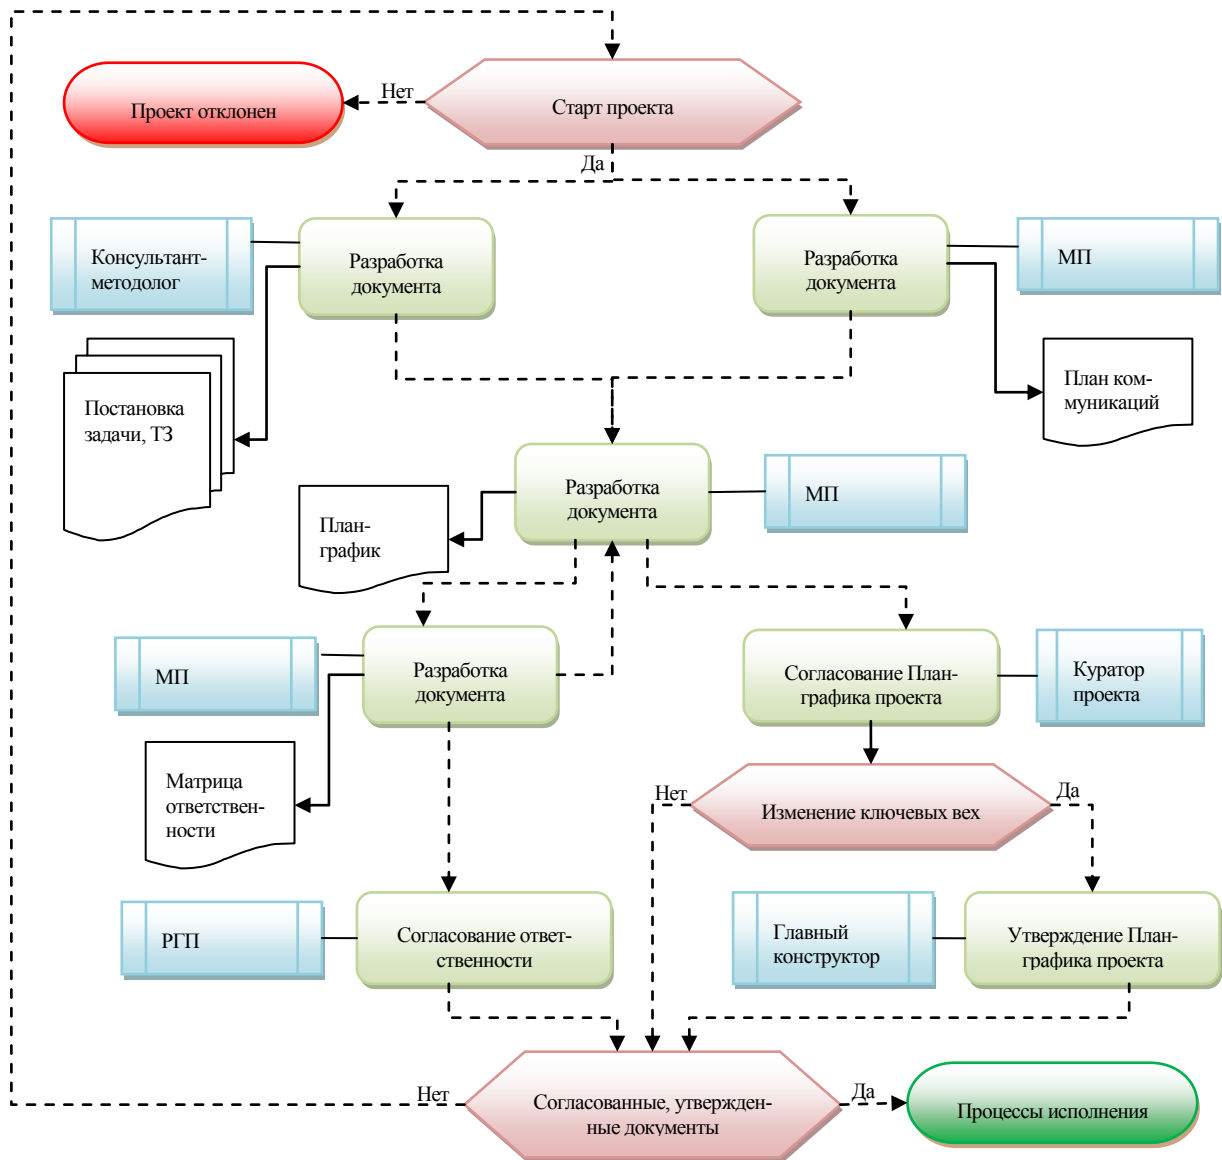 Нет
Проект отклонен
Старт проекта
Да
Консультант-
методолог
Разработка
документа
Разработка
документа
МП
Постановка
задачи, ТЗ
План ком-
муникаций
План-
график
Разработка
документа
МП
МП
Разработка
документа
Согласование План-
графика проекта
Куратор
проекта
Матрица
ответствен-
ности
Нет
Изменение ключевых вех
Да
РГП
Согласование ответ-
ственности
Главный
конструктор
Утверждение План-
графика проекта
Нет
Согласованные, утвержден-
ные документы
Да
Процессы исполнения